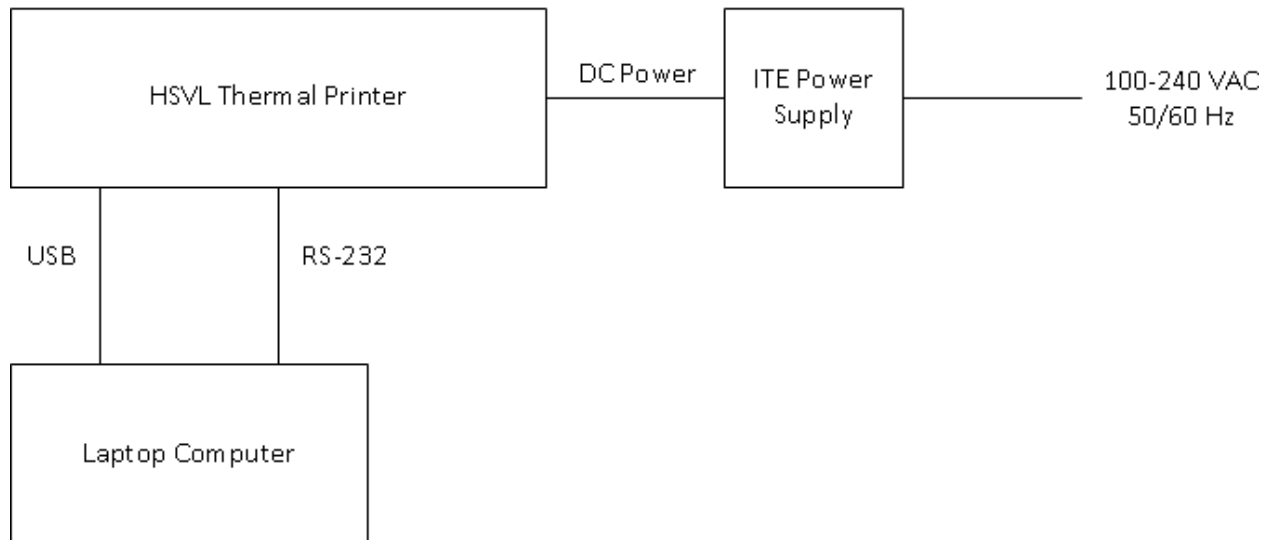 HSVL Thermal Printer
DC Power
ITE Power
Supply
100-240 VAC
50/60 Hz
USB
RS-232
Laptop Computer